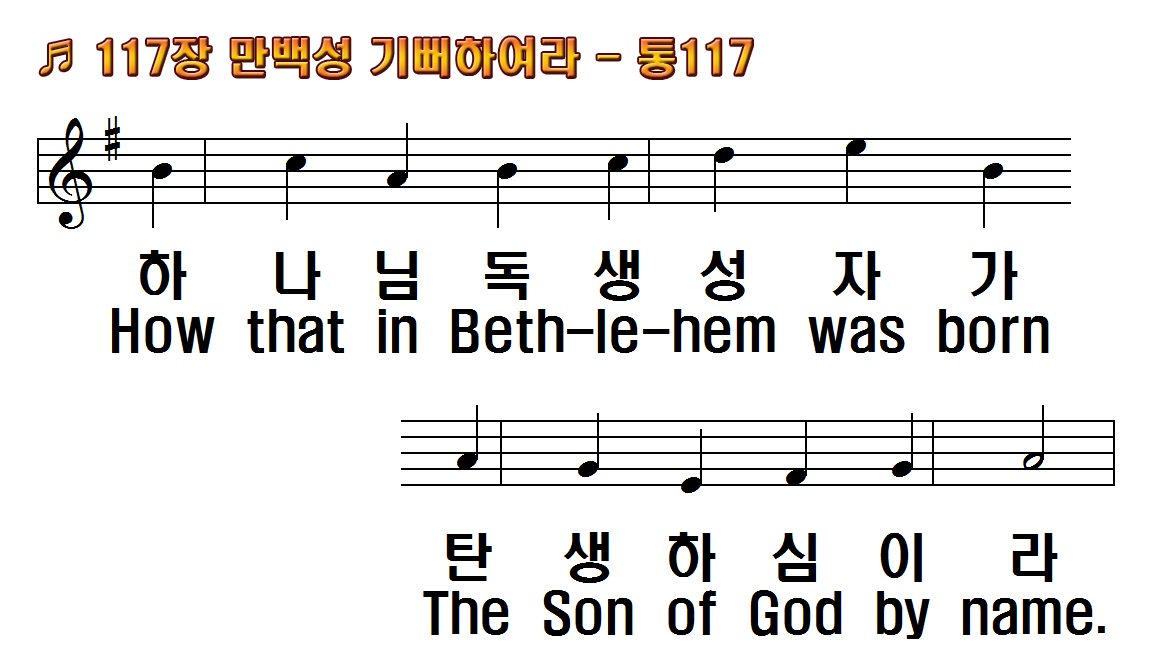 ♬ 117장 만백성 기뻐하여라 - 통117
하 나 님 독 생 성 자 가
How that in Beth-le-hem was born
탄 생 하 심 이 라
The Son of God by name.